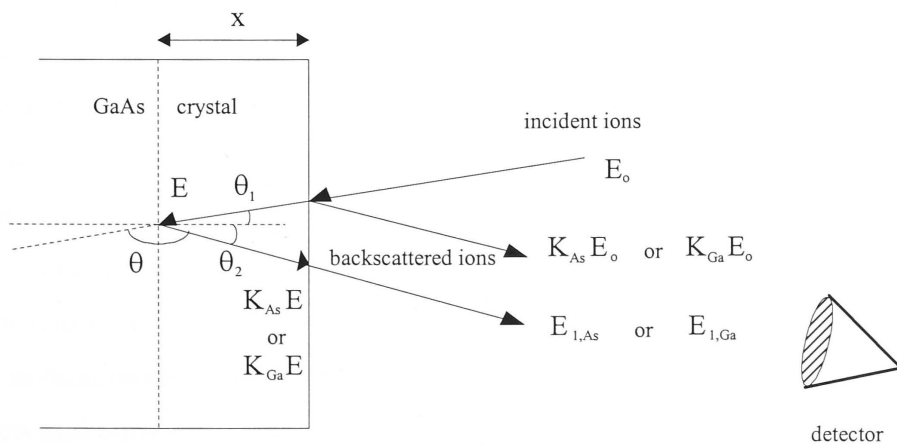 x
GaAs crystal
incident ions
E₀
E
θ₁
θ
θ₂
backscattered ions
K_As E₀ or K_Ga E₀
K_As E
or
K_Ga E
E_1,As or E_1,Ga
detector